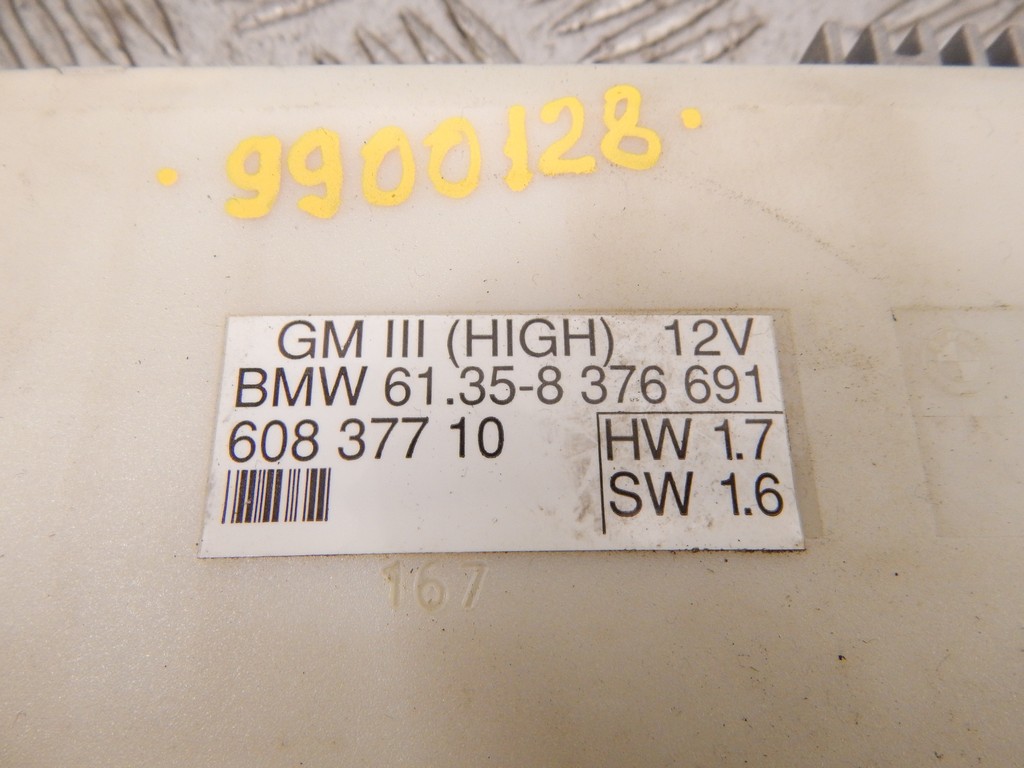 ·9900128·
GM III (HIGH) 12V
BMW 61.35-8 376 691
608 377 10
HW 1.7
SW 1.6
167